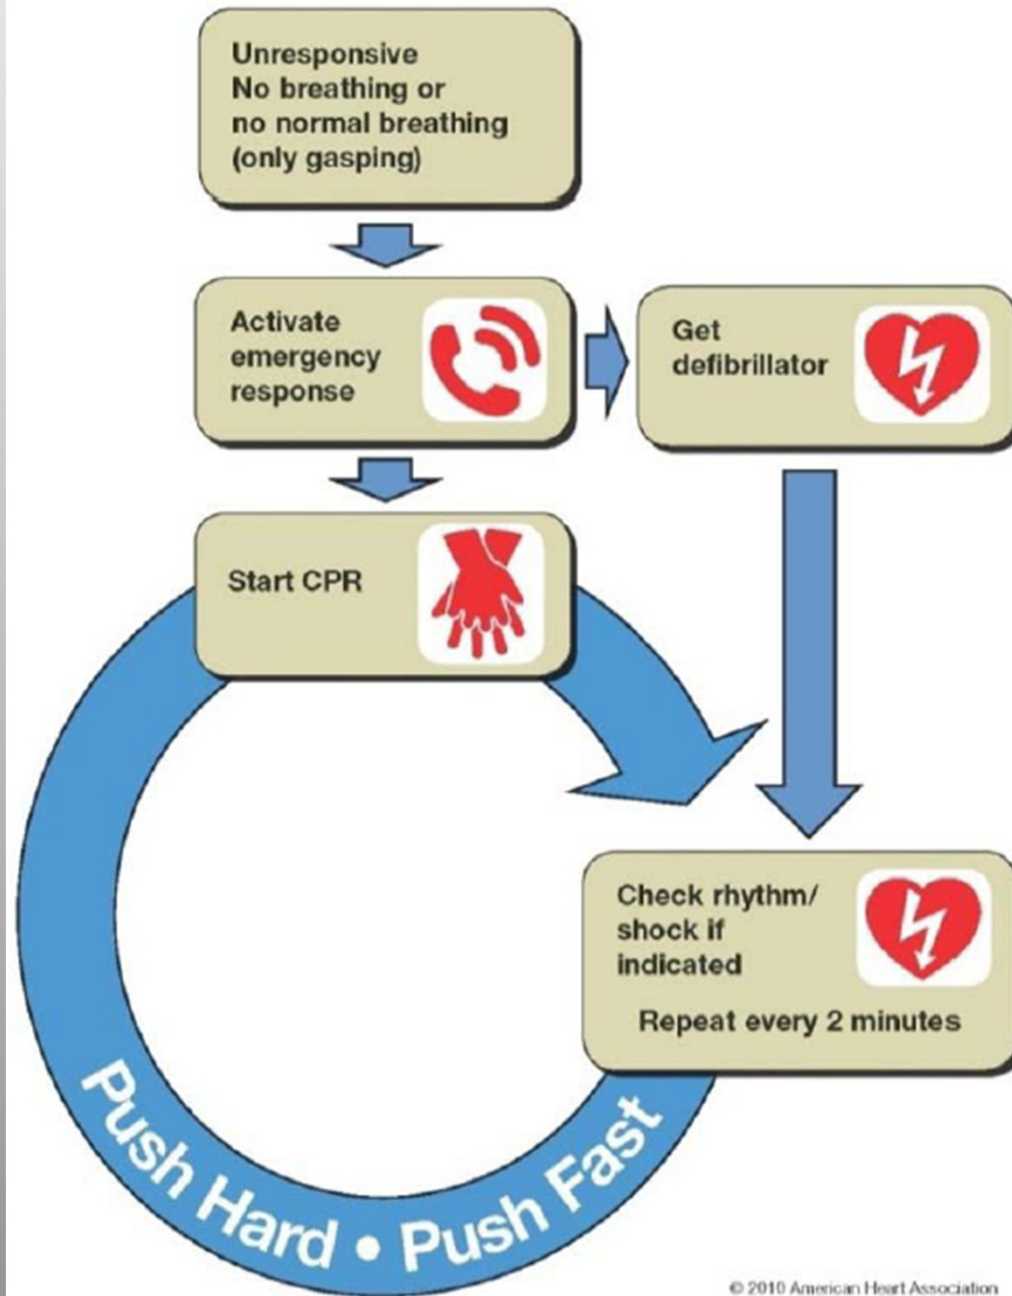 Unresponsive
No breathing or
no normal breathing
(only gasping)
Activate
emergency
response
Get
defibrillator
Start CPR
Check rhythm/
shock if
indicated
Repeat every 2 minutes
Push Hard • Push Fast
© 2010 American Heart Association